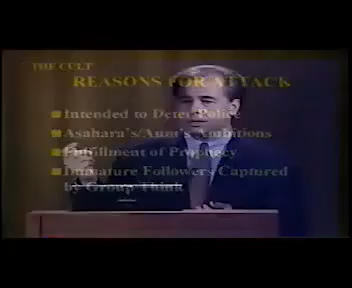 THE CULT
REASONS FOR ATTACK
Intended to Deter Police
Asahara's/Aum's Ambitions
Fulfillment of Prophecy
Immature Followers Captured
by Group Think